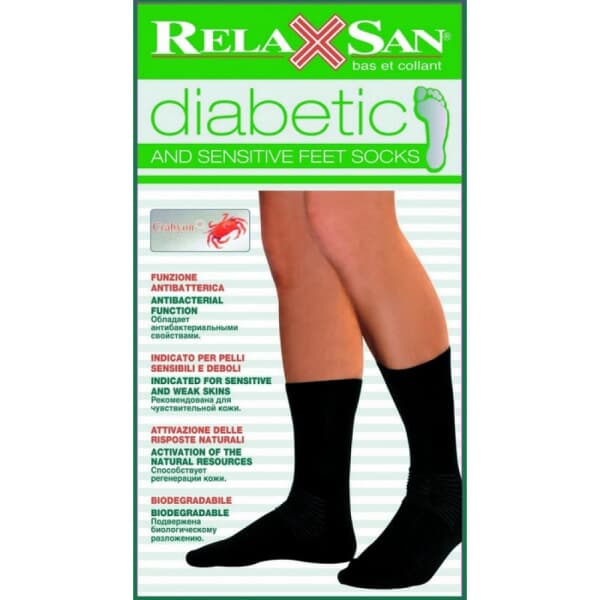 RELAXSAN®
bas et collant
diabetic
AND SENSITIVE FEET SOCKS
Crabyon®
FUNZIONE
ANTIBATTERICA
ANTIBACTERIAL
FUNCTION
Обладает
антибактериальными
свойствами.
INDICATO PER PELLI
SENSIBILI E DEBOLI
INDICATED FOR SENSITIVE
AND WEAK SKINS
Рекомендована для
чувствительной кожи.
ATTIVAZIONE DELLE
RISPOSTE NATURALI
ACTIVATION OF THE
NATURAL RESOURCES
Способствует
регенерации кожи.
BIODEGRADABILE
BIODEGRADABLE
Подвержена
биологическому
разложению.